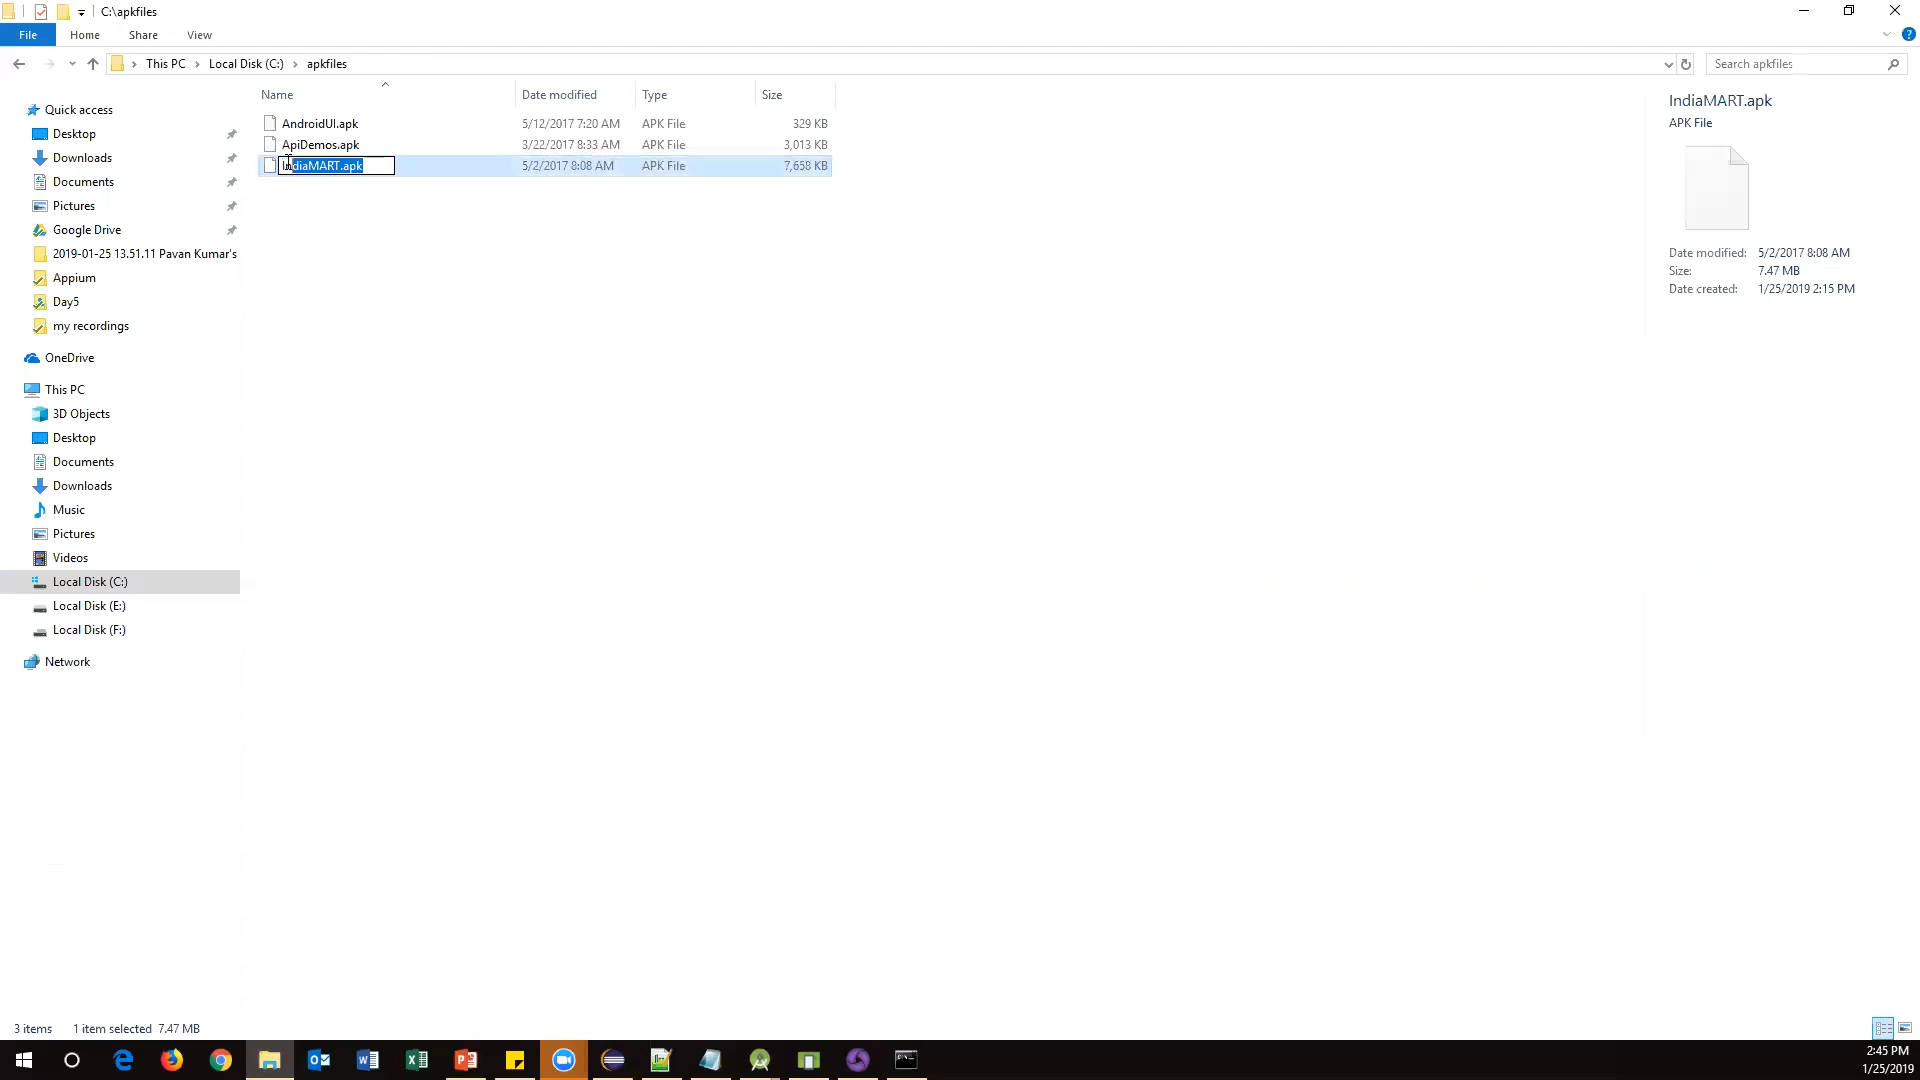 C:\apkfiles
File Home Share View
This PC Local Disk (C:) apkfiles
Search apkfiles
Name Date modified Type Size
AndroidUI.apk 5/12/2017 7:20 AM APK File 329 KB
ApiDemos.apk 3/22/2017 8:33 AM APK File 3,013 KB
IndiaMART.apk 5/2/2017 8:08 AM APK File 7,658 KB
Quick access
Desktop
Downloads
Documents
Pictures
Google Drive
2019-01-25 13.51.11 Pavan Kumar's
Appium
Day5
my recordings
OneDrive
This PC
3D Objects
Desktop
Documents
Downloads
Music
Pictures
Videos
Local Disk (C:)
Local Disk (E:)
Local Disk (F:)
Network
IndiaMART.apk
APK File
Date modified: 5/2/2017 8:08 AM
Size: 7.47 MB
Date created: 1/25/2019 2:15 PM
3 items 1 item selected 7.47 MB
2:45 PM
1/25/2019